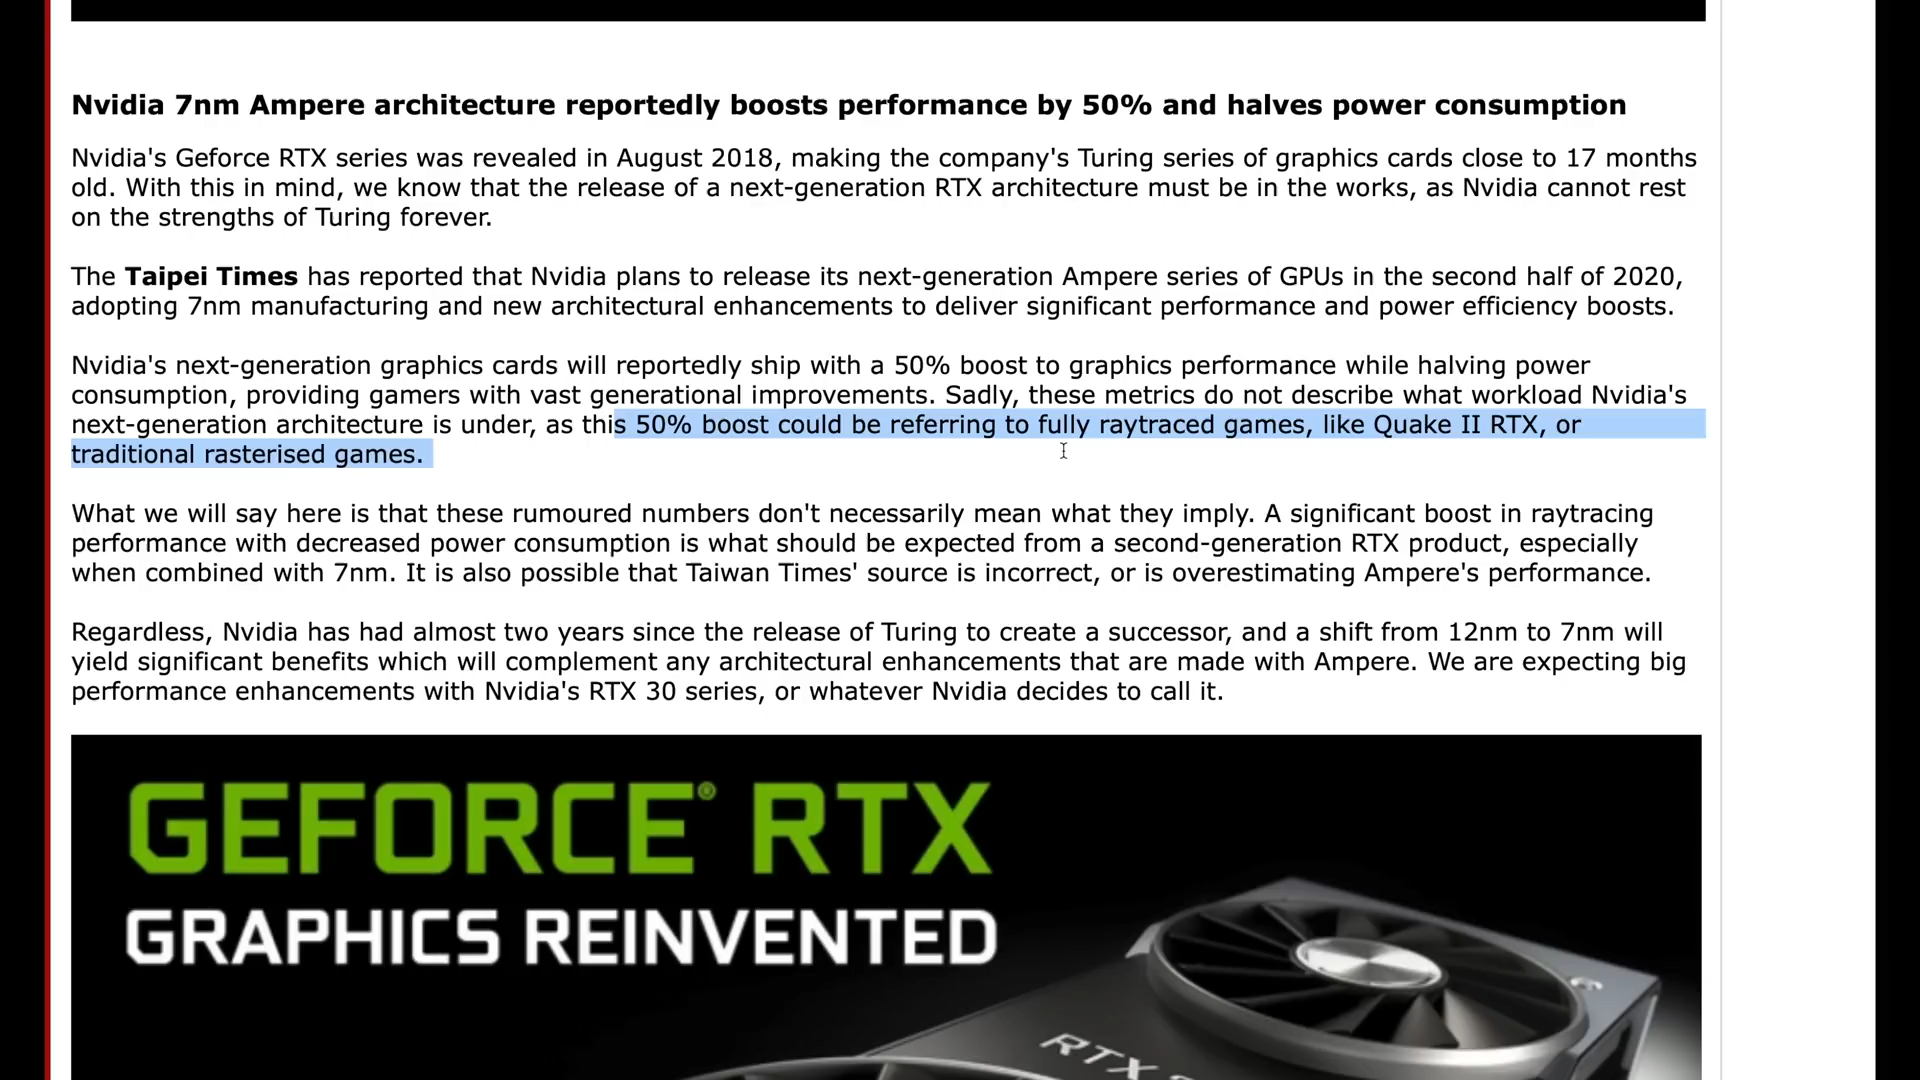 Nvidia 7nm Ampere architecture reportedly boosts performance by 50% and halves power consumption
Nvidia's Geforce RTX series was revealed in August 2018, making the company's Turing series of graphics cards close to 17 months
old. With this in mind, we know that the release of a next-generation RTX architecture must be in the works, as Nvidia cannot rest
on the strengths of Turing forever.
The Taipei Times has reported that Nvidia plans to release its next-generation Ampere series of GPUs in the second half of 2020,
adopting 7nm manufacturing and new architectural enhancements to deliver significant performance and power efficiency boosts.
Nvidia's next-generation graphics cards will reportedly ship with a 50% boost to graphics performance while halving power
consumption, providing gamers with vast generational improvements. Sadly, these metrics do not describe what workload Nvidia's
next-generation architecture is under, as this 50% boost could be referring to fully raytraced games, like Quake II RTX, or
traditional rasterised games.
What we will say here is that these rumoured numbers don't necessarily mean what they imply. A significant boost in raytracing
performance with decreased power consumption is what should be expected from a second-generation RTX product, especially
when combined with 7nm. It is also possible that Taiwan Times' source is incorrect, or is overestimating Ampere's performance.
Regardless, Nvidia has had almost two years since the release of Turing to create a successor, and a shift from 12nm to 7nm will
yield significant benefits which will complement any architectural enhancements that are made with Ampere. We are expecting big
performance enhancements with Nvidia's RTX 30 series, or whatever Nvidia decides to call it.
GEFORCE® RTX
GRAPHICS REINVENTED
RTX